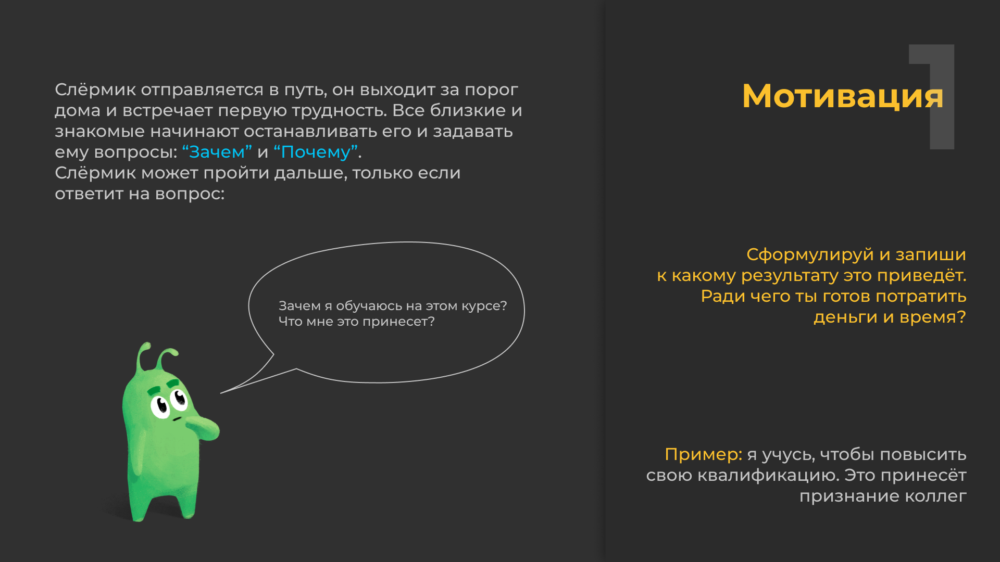 Слёрмик отправляется в путь, он выходит за порог
дома и встречает первую трудность. Все близкие и
знакомые начинают останавливать его и задавать
ему вопросы: “Зачем” и “Почему”.
Слёрмик может пройти дальше, только если
ответит на вопрос:
Зачем я обучаюсь на этом курсе?
Что мне это принесет?
1
Мотивация
Сформулируй и запиши
к какому результату это приведёт.
Ради чего ты готов потратить
деньги и время?
Пример: я учусь, чтобы повысить
свою квалификацию. Это принесёт
признание коллег